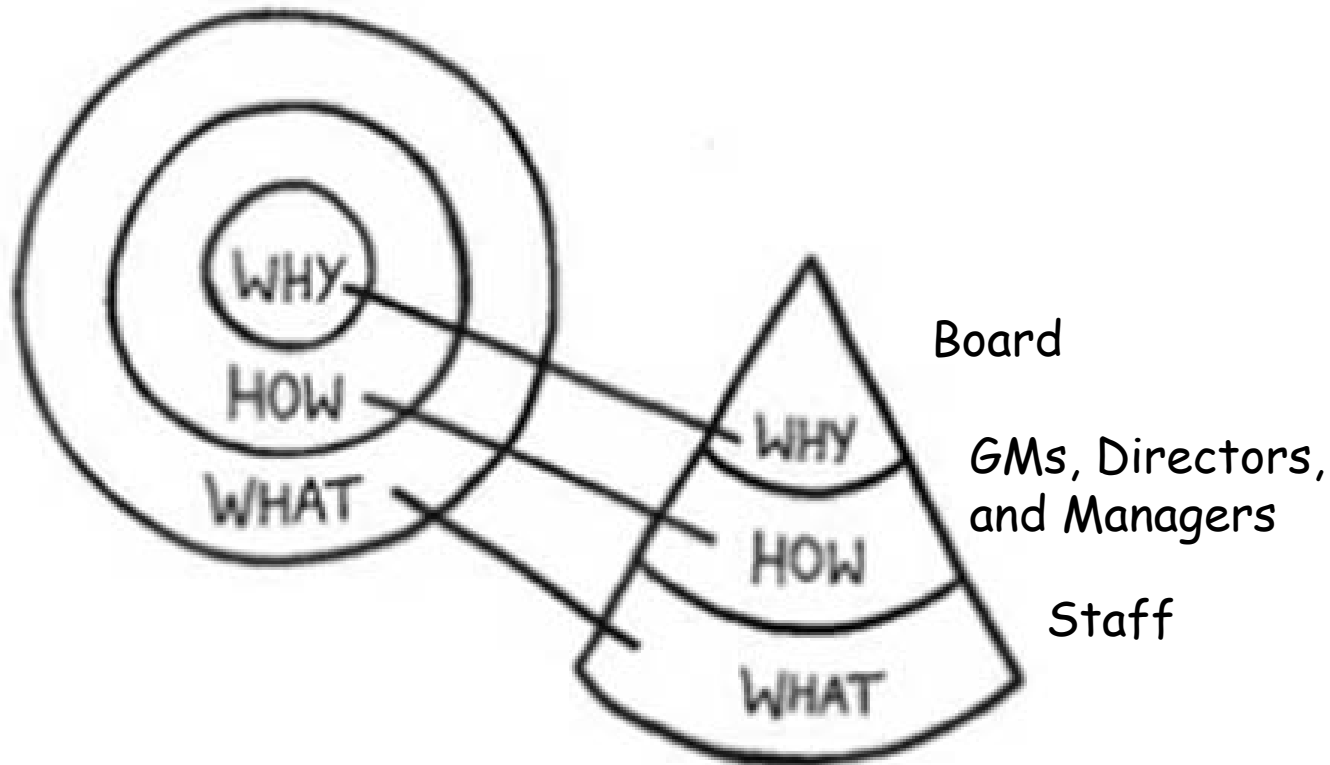 WHY
HOW
WHAT
Board
WHY
GMs, Directors,
and Managers
HOW
Staff
WHAT